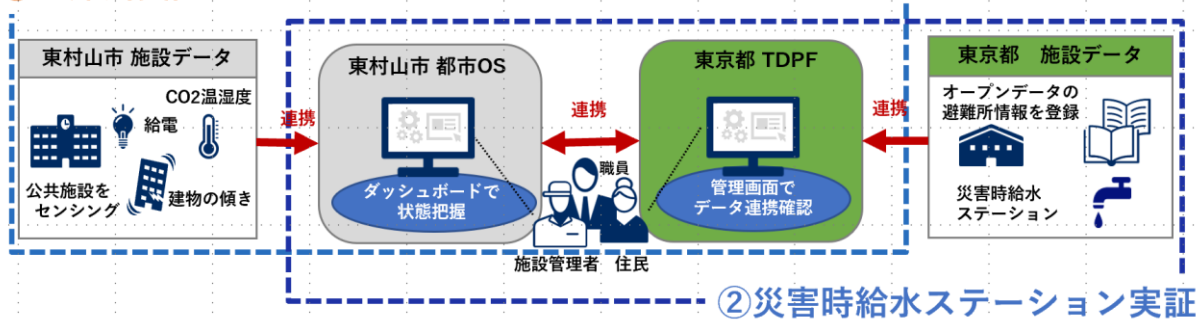 東村山市 施設データ
CO2温湿度
給電
公共施設を
センシング
建物の傾き
連携
東村山市 都市OS
ダッシュボードで
状態把握
連携
職員
施設管理者 住民
東京都 TDPF
管理画面で
データ連携確認
連携
東京都 施設データ
オープンデータの
避難所情報を登録
災害時給水
ステーション
②災害時給水ステーション実証